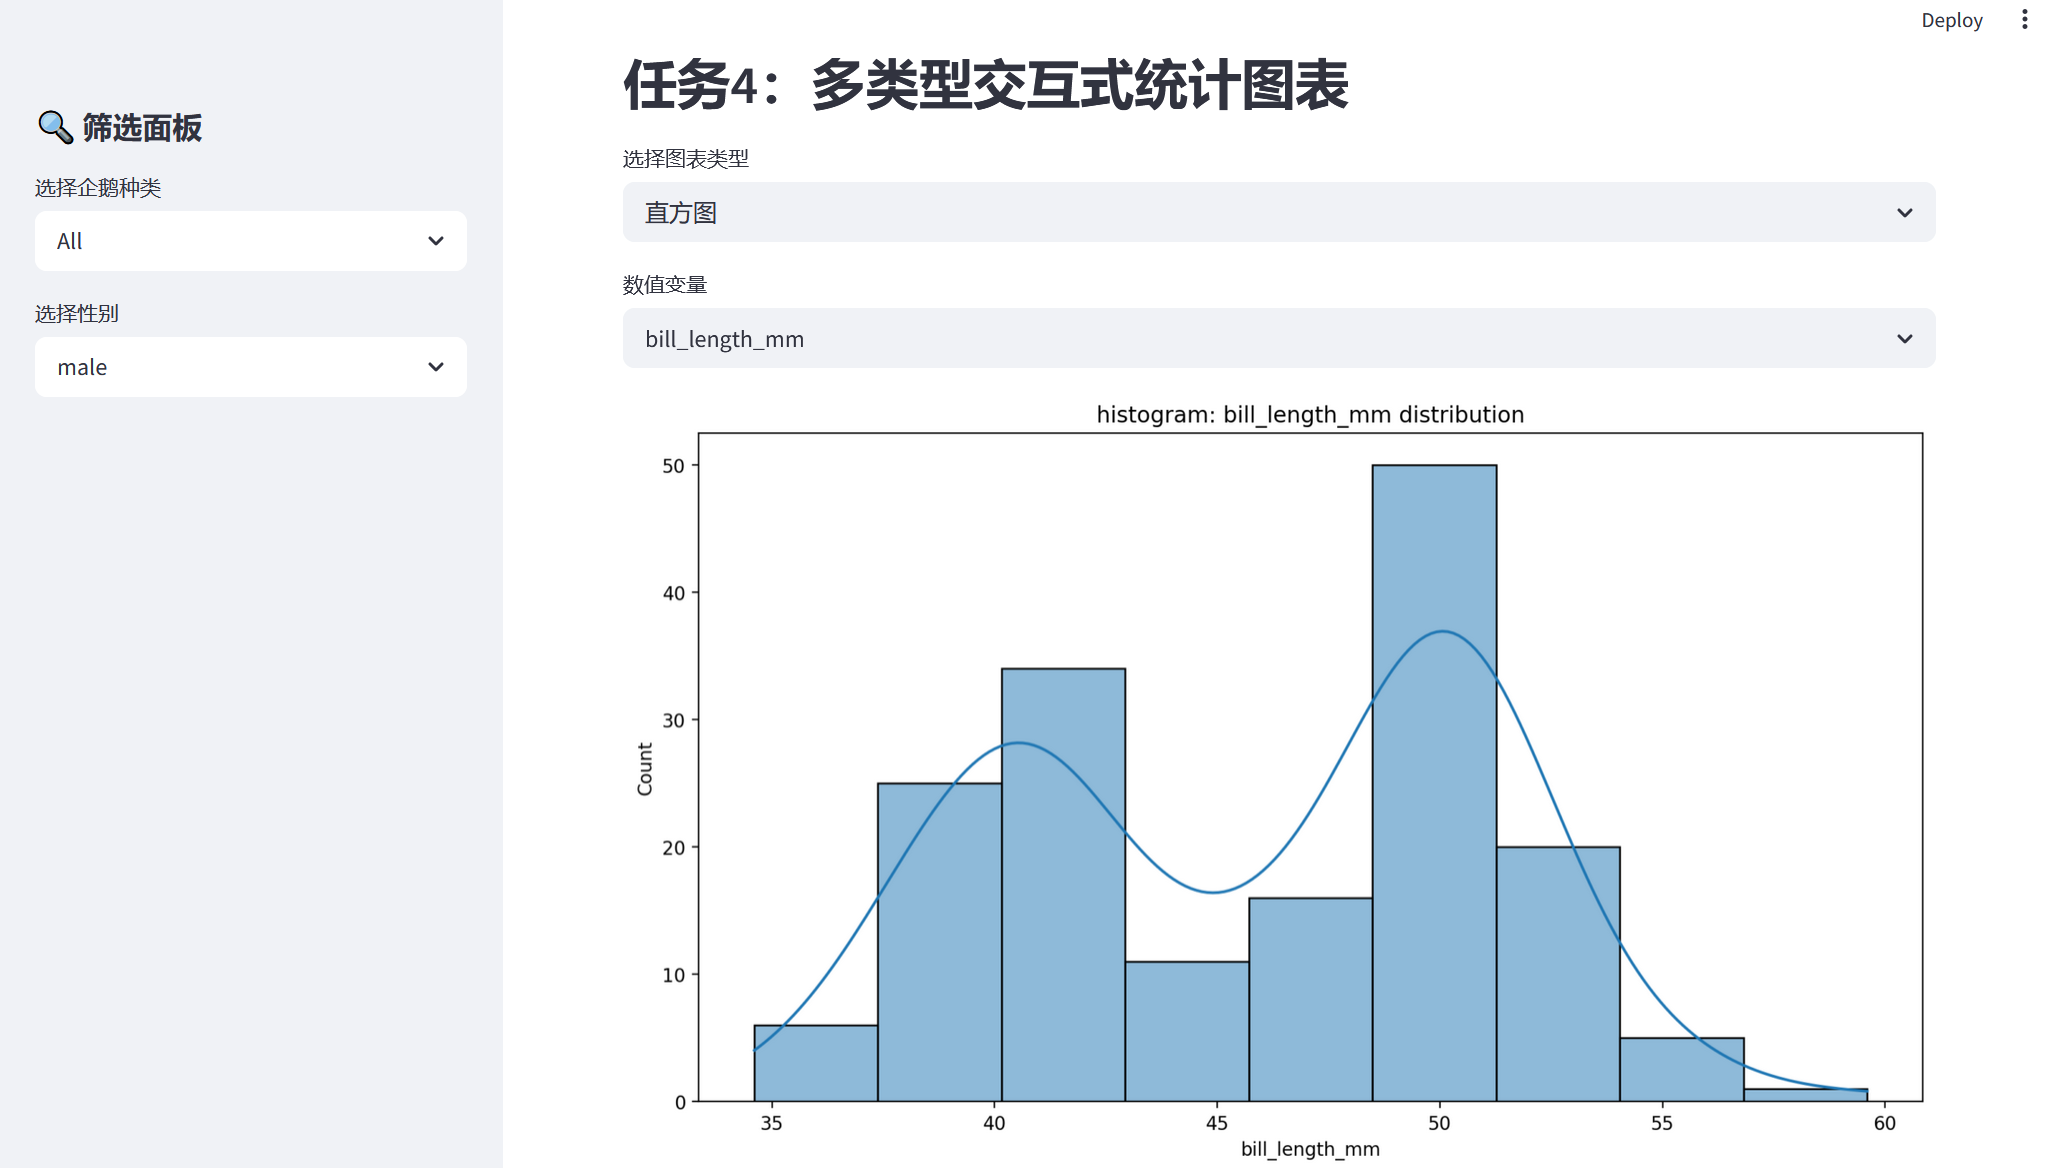 Deploy
🔍 筛选面板
选择企鹅种类
All
选择性别
male
任务4：多类型交互式统计图表
选择图表类型
直方图
数值变量
bill_length_mm
histogram: bill_length_mm distribution
50
40
30
20
10
0
Count
35 40 45 50 55 60
bill_length_mm